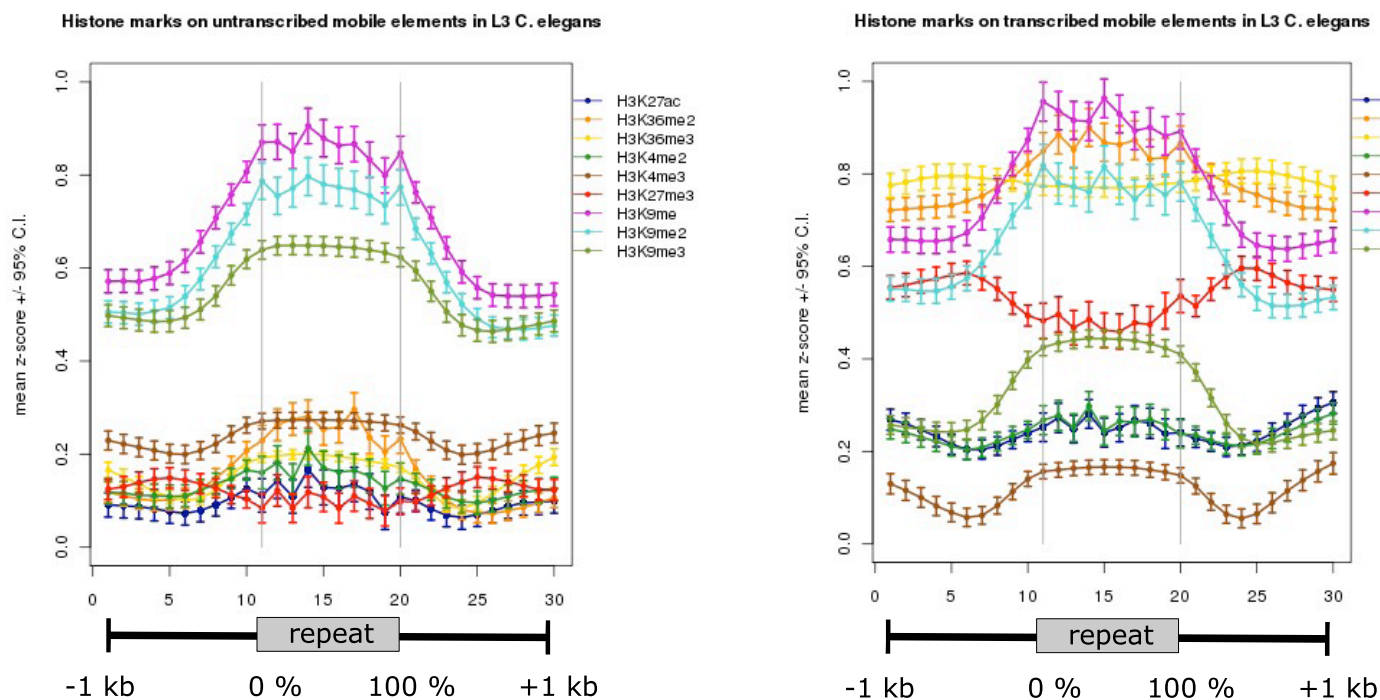 Histone marks on untranscribed mobile elements in L3 C. elegans
mean z-score +/- 95% C.I.
1.0
0.8
0.6
0.4
0.2
0.0
0 5 10 15 20 25 30
H3K27ac
H3K36me2
H3K36me3
H3K4me2
H3K4me3
H3K27me3
H3K9me
H3K9me2
H3K9me3
repeat
-1 kb 0 % 100 % +1 kb
Histone marks on transcribed mobile elements in L3 C. elegans
mean z-score +/- 95% C.I.
1.0
0.8
0.6
0.4
0.2
0.0
0 5 10 15 20 25 30
repeat
-1 kb 0 % 100 % +1 kb